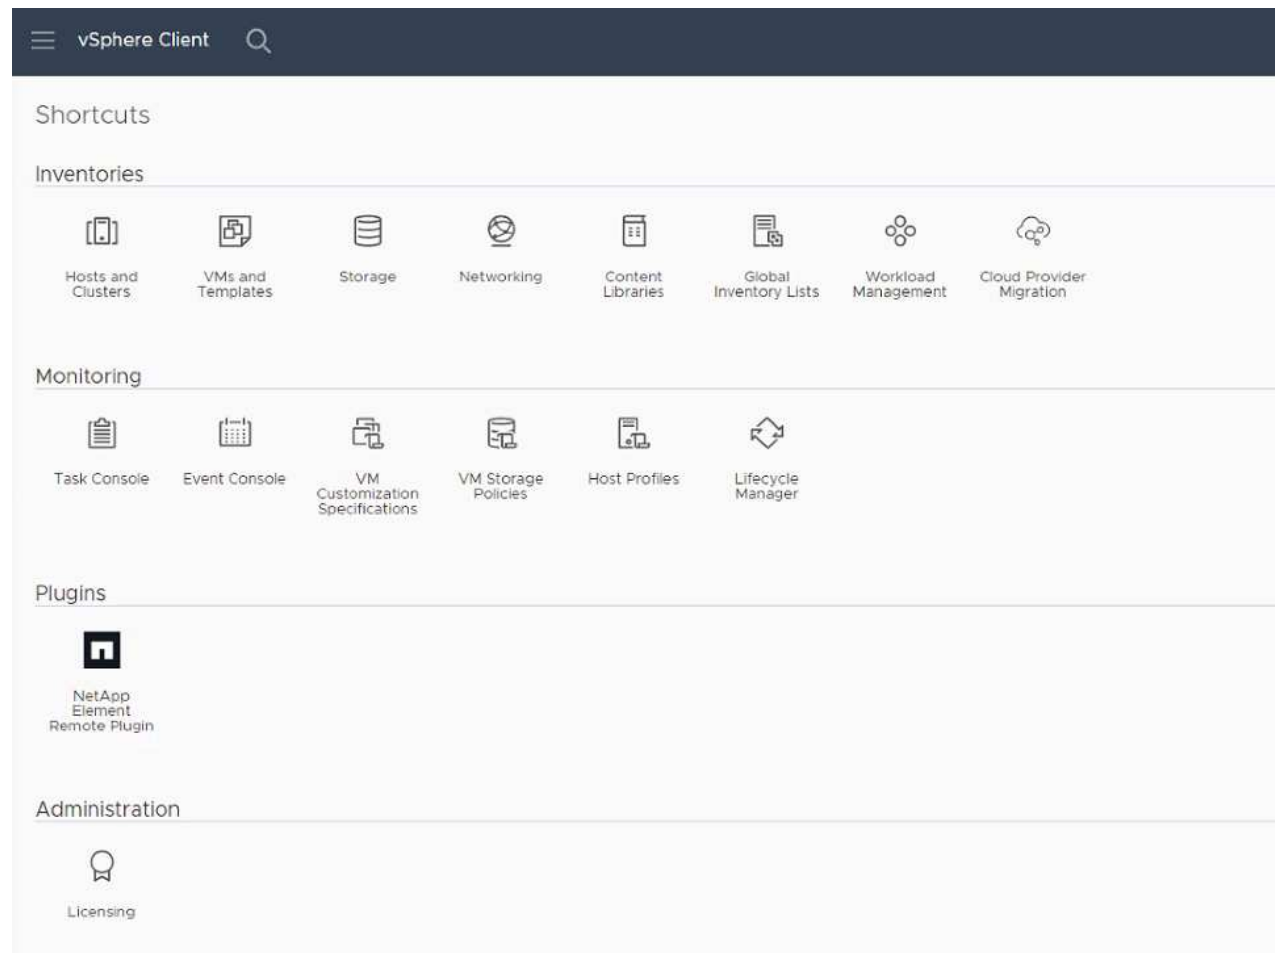 vSphere Client
Shortcuts
Inventories
Hosts and Clusters
VMs and Templates
Storage
Networking
Content Libraries
Global Inventory Lists
Workload Management
Cloud Provider Migration
Monitoring
Task Console
Event Console
VM Customization Specifications
VM Storage Policies
Host Profiles
Lifecycle Manager
Plugins
NetApp
Element
Remote Plugin
Administration
Licensing